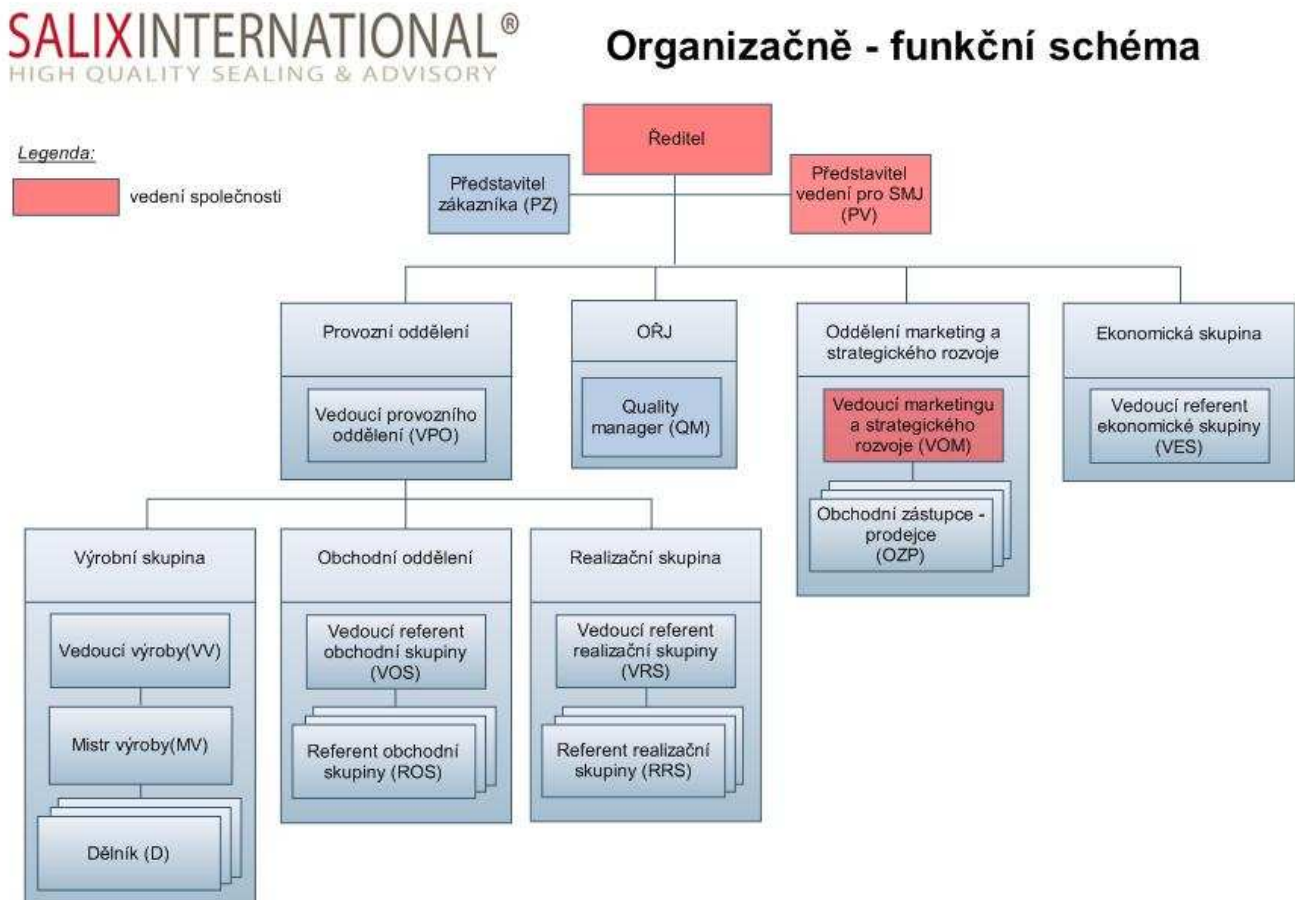 SALIXINTERNATIONAL®
HIGH QUALITY SEALING & ADVISORY
Organizačně - funkční schéma
Legenda:
vedení společnosti
Ředitel
Představitel
zákazníka (PZ)
Představitel
vedení pro SMJ
(PV)
Provozní oddělení
Vedoucí provozního
oddělení (VPO)
OŘJ
Quality
manager (QM)
Oddělení marketing a
strategického rozvoje
Vedoucí marketingu
a strategického
rozvoje (VOM)
Obchodní zástupce -
prodejce
(OZP)
Ekonomická skupina
Vedoucí referent
ekonomické skupiny
(VES)
Výrobní skupina
Vedoucí výroby(VV)
Mistr výroby(MV)
Dělník (D)
Obchodní oddělení
Vedoucí referent
obchodní skupiny
(VOS)
Referent obchodní
skupiny (ROS)
Realizační skupina
Vedoucí referent
realizační skupiny
(VRS)
Referent realizační
skupiny (RRS)